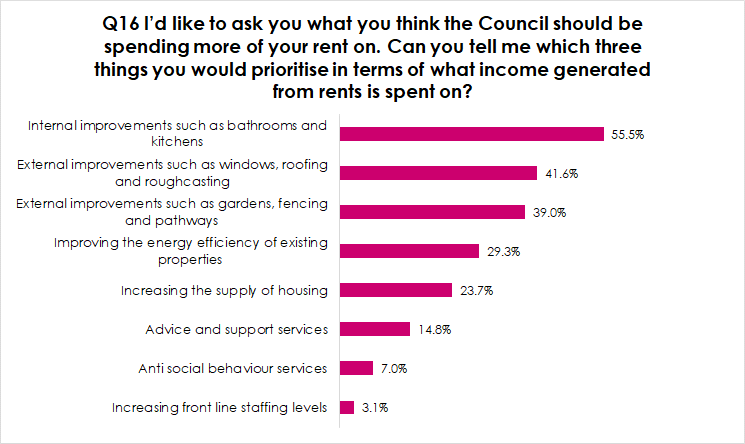 Q16 I'd like to ask you what you think the Council should be
spending more of your rent on. Can you tell me which three
things you would prioritise in terms of what income generated
from rents is spent on?
Internal improvements such as bathrooms and
kitchens
55.5%
External improvements such as windows, roofing
and roughcasting
41.6%
External improvements such as gardens, fencing
and pathways
39.0%
Improving the energy efficiency of existing
properties
29.3%
Increasing the supply of housing
23.7%
Advice and support services
14.8%
Anti social behaviour services
7.0%
Increasing front line staffing levels
3.1%